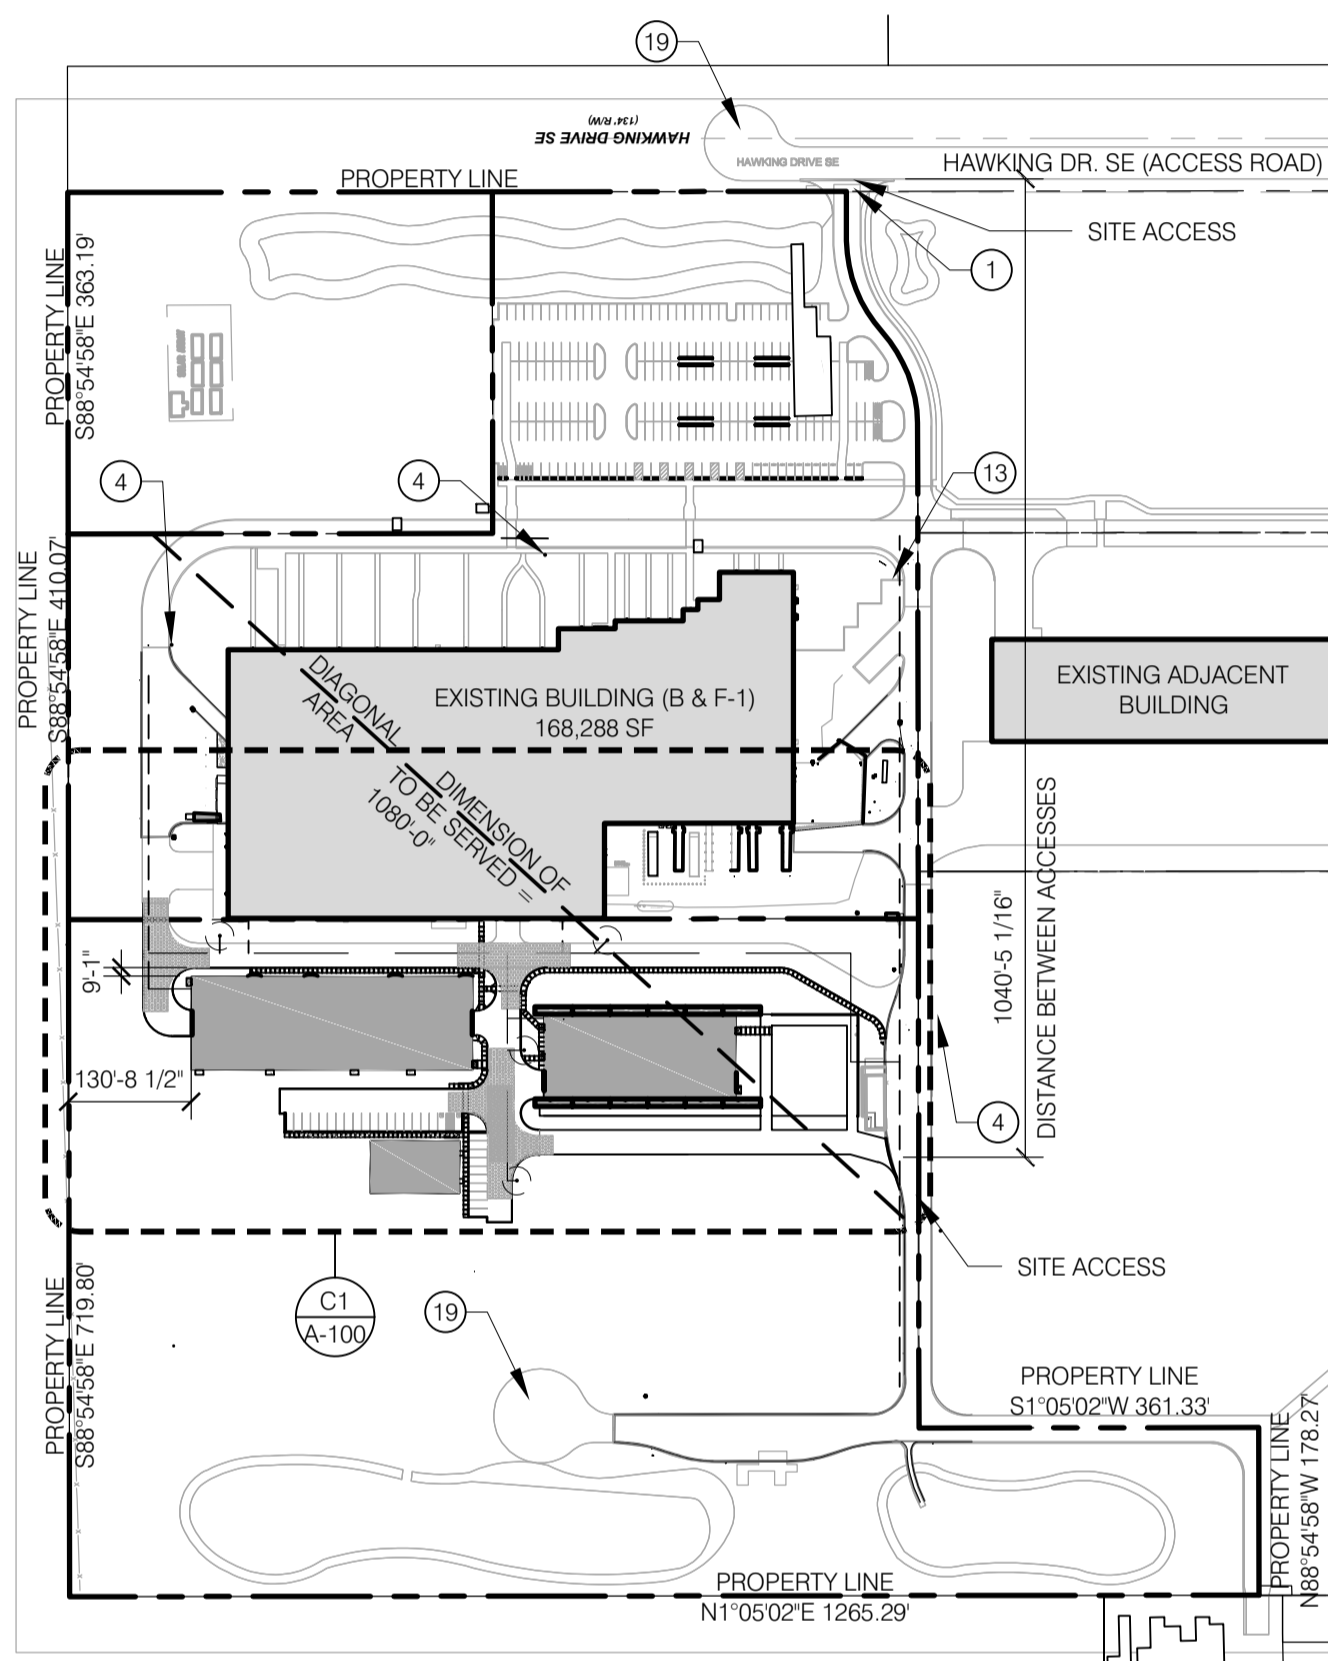 19
HAWKING DRIVE SE
(134' R/W)
HAWKING DRIVE SE
HAWKING DR. SE (ACCESS ROAD)
PROPERTY LINE
SITE ACCESS
1
PROPERTY LINE
S88°54'58"E 363.19'
4
4
13
PROPERTY LINE
S88°54'58"E 410.07'
EXISTING BUILDING (B & F-1)
168,288 SF
EXISTING ADJACENT
BUILDING
DIAGONAL DIMENSION OF
AREA TO BE SERVED =
1080'-0"
9'-1"
130'-8 1/2"
1040'-5 1/16"
DISTANCE BETWEEN ACCESSES
4
SITE ACCESS
C1
A-100
19
PROPERTY LINE
S88°54'58"E 719.80'
PROPERTY LINE
S1°05'02"W 361.33'
PROPERTY LINE
N88°54'58"W 178.27'
PROPERTY LINE
N1°05'02"E 1265.29'